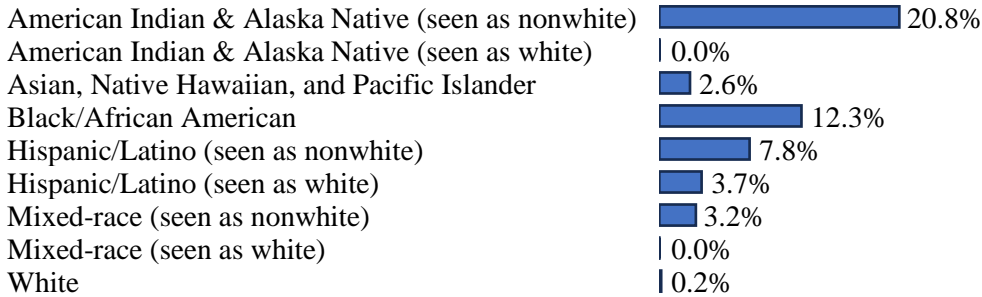 American Indian & Alaska Native (seen as nonwhite) 20.8%
American Indian & Alaska Native (seen as white) 0.0%
Asian, Native Hawaiian, and Pacific Islander 2.6%
Black/African American 12.3%
Hispanic/Latino (seen as nonwhite) 7.8%
Hispanic/Latino (seen as white) 3.7%
Mixed-race (seen as nonwhite) 3.2%
Mixed-race (seen as white) 0.0%
White 0.2%